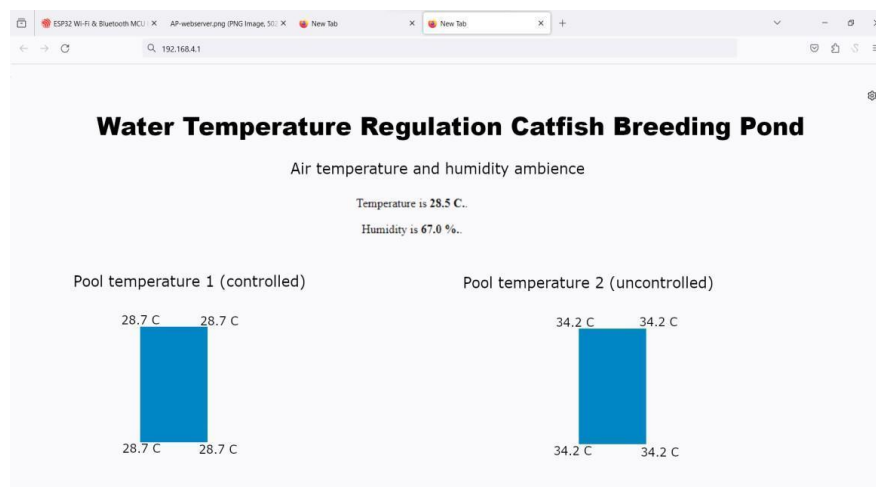 ESP32 Wi-Fi & Bluetooth MCU
AP-webserver.png (PNG Image, 502
New Tab
New Tab
192.168.4.1
Water Temperature Regulation Catfish Breeding Pond
Air temperature and humidity ambience
Temperature is 28.5 C..
Humidity is 67.0 %..
Pool temperature 1 (controlled)
Pool temperature 2 (uncontrolled)
28.7 C 28.7 C
34.2 C 34.2 C
28.7 C 28.7 C
34.2 C 34.2 C